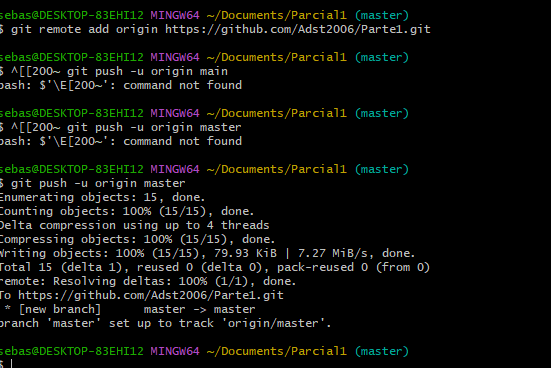 sebas@DESKTOP-83EHI12 MINGW64 ~/Documents/Parcial1 (master)
$ git remote add origin https://github.com/Adst2006/Parte1.git
sebas@DESKTOP-83EHI12 MINGW64 ~/Documents/Parcial1 (master)
$ ^[[200~ git push -u origin main
bash: $'\E[200~': command not found
sebas@DESKTOP-83EHI12 MINGW64 ~/Documents/Parcial1 (master)
$ ^[[200~ git push -u origin master
bash: $'\E[200~': command not found
sebas@DESKTOP-83EHI12 MINGW64 ~/Documents/Parcial1 (master)
$ git push -u origin master
Enumerating objects: 15, done.
Counting objects: 100% (15/15), done.
Delta compression using up to 4 threads
Compressing objects: 100% (15/15), done.
Writing objects: 100% (15/15), 79.93 KiB | 7.27 MiB/s, done.
Total 15 (delta 1), reused 0 (delta 0), pack-reused 0 (from 0)
remote: Resolving deltas: 100% (1/1), done.
To https://github.com/Adst2006/Parte1.git
 * [new branch]      master -> master
branch 'master' set up to track 'origin/master'.
sebas@DESKTOP-83EHI12 MINGW64 ~/Documents/Parcial1 (master)
$